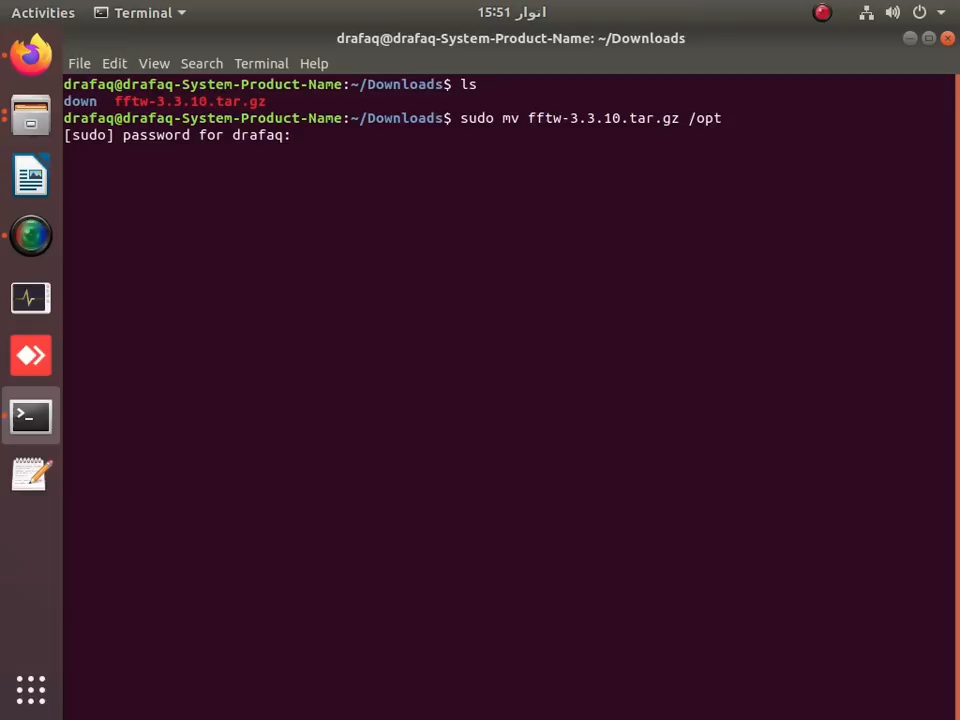 Activities Terminal 15:51 اتوار
drafaq@drafaq-System-Product-Name: ~/Downloads
File Edit View Search Terminal Help
drafaq@drafaq-System-Product-Name:~/Downloads$ ls
down fftw-3.3.10.tar.gz
drafaq@drafaq-System-Product-Name:~/Downloads$ sudo mv fftw-3.3.10.tar.gz /opt
[sudo] password for drafaq: